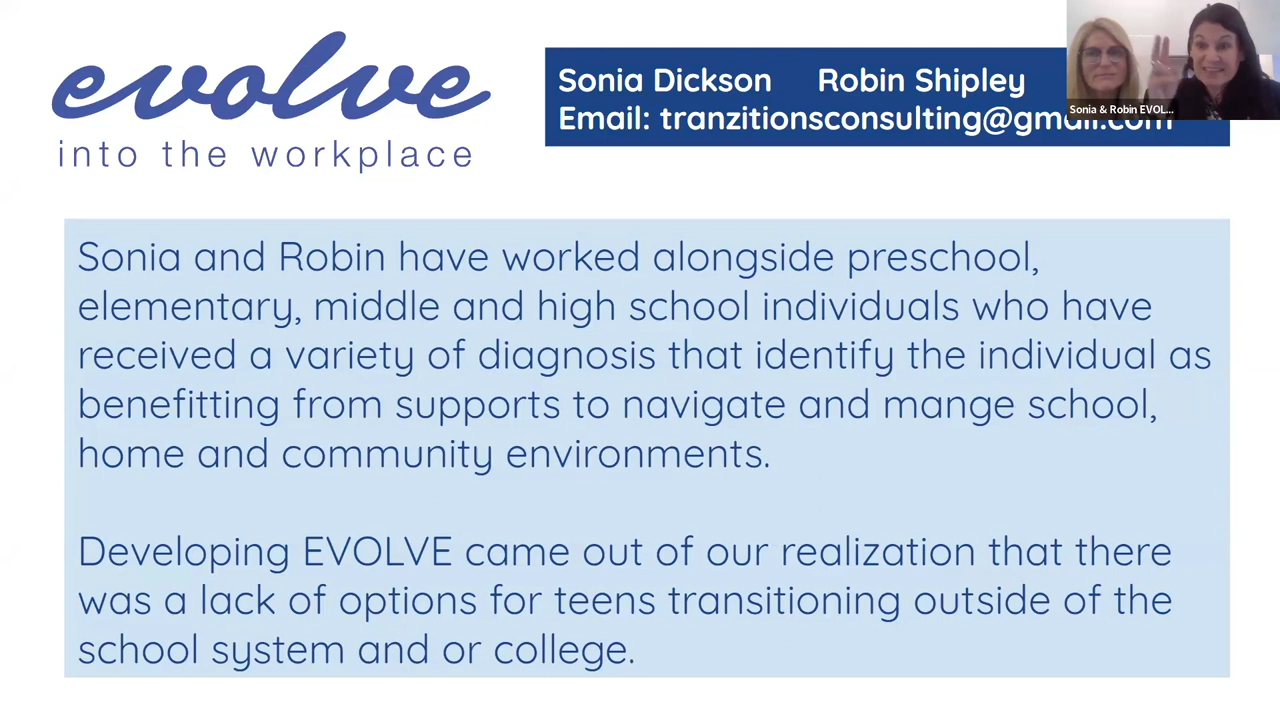 evolve
into the workplace
Sonia Dickson Robin Shipley
Email: tranzitionsconsulting@gmail.com
Sonia & Robin EVOL...
Sonia and Robin have worked alongside preschool,
elementary, middle and high school individuals who have
received a variety of diagnosis that identify the individual as
benefitting from supports to navigate and mange school,
home and community environments.
Developing EVOLVE came out of our realization that there
was a lack of options for teens transitioning outside of the
school system and or college.